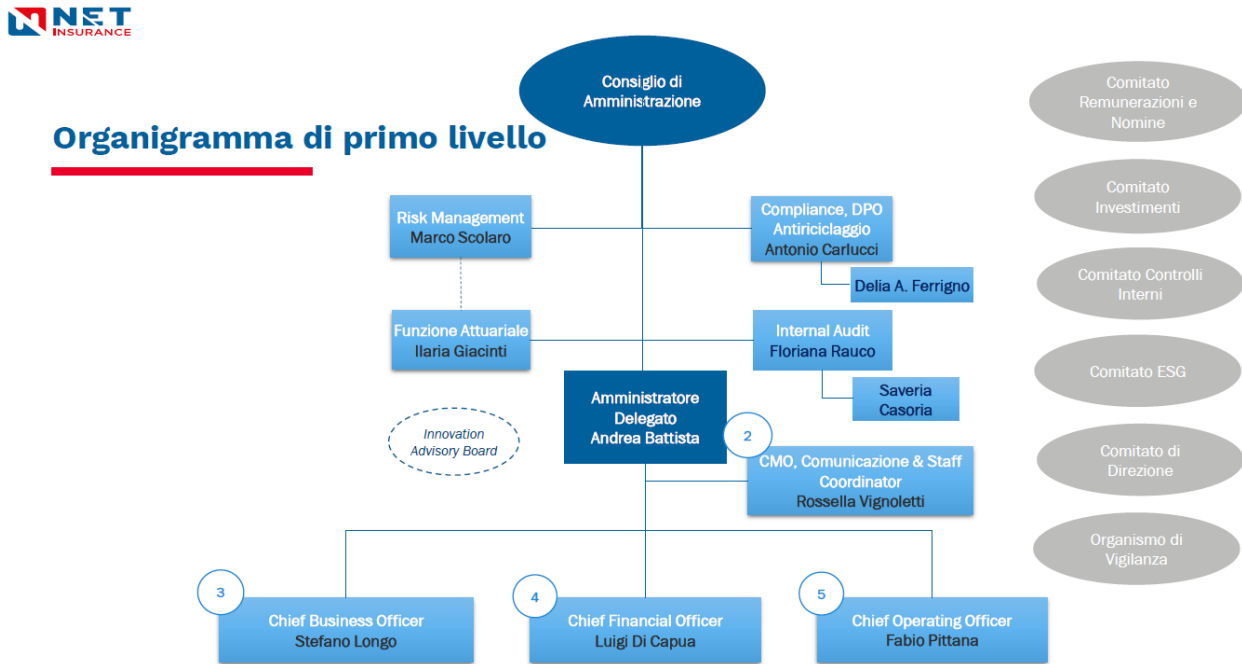 NET
INSURANCE
Organigramma di primo livello
Consiglio di
Amministrazione
Risk Management
Marco Scolaro
Compliance, DPO
Antiriciclaggio
Antonio Carlucci
Delia A. Ferrigno
Funzione Attuariale
Ilaria Giacinti
Internal Audit
Floriana Rauco
Saveria
Casoria
Amministratore
Delegato
Andrea Battista
Innovation
Advisory Board
2
CMO, Comunicazione & Staff
Coordinator
Rossella Vignoletti
3
Chief Business Officer
Stefano Longo
4
Chief Financial Officer
Luigi Di Capua
5
Chief Operating Officer
Fabio Pittana
Comitato
Remunerazioni e
Nomine
Comitato
Investimenti
Comitato Controlli
Interni
Comitato ESG
Comitato di
Direzione
Organismo di
Vigilanza